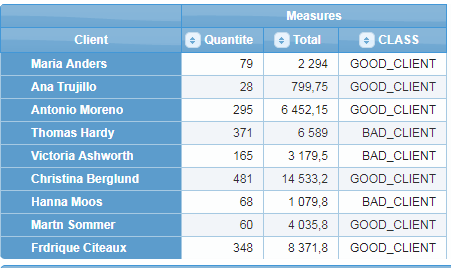 Measures
Client Quantite Total CLASS
Maria Anders 79 2 294 GOOD_CLIENT
Ana Trujillo 28 799,75 GOOD_CLIENT
Antonio Moreno 295 6 452,15 GOOD_CLIENT
Thomas Hardy 371 6 589 BAD_CLIENT
Victoria Ashworth 165 3 179,5 BAD_CLIENT
Christina Berglund 481 14 533,2 GOOD_CLIENT
Hanna Moos 68 1 079,8 BAD_CLIENT
Martn Sommer 60 4 035,8 GOOD_CLIENT
Frdrique Citeaux 348 8 371,8 GOOD_CLIENT